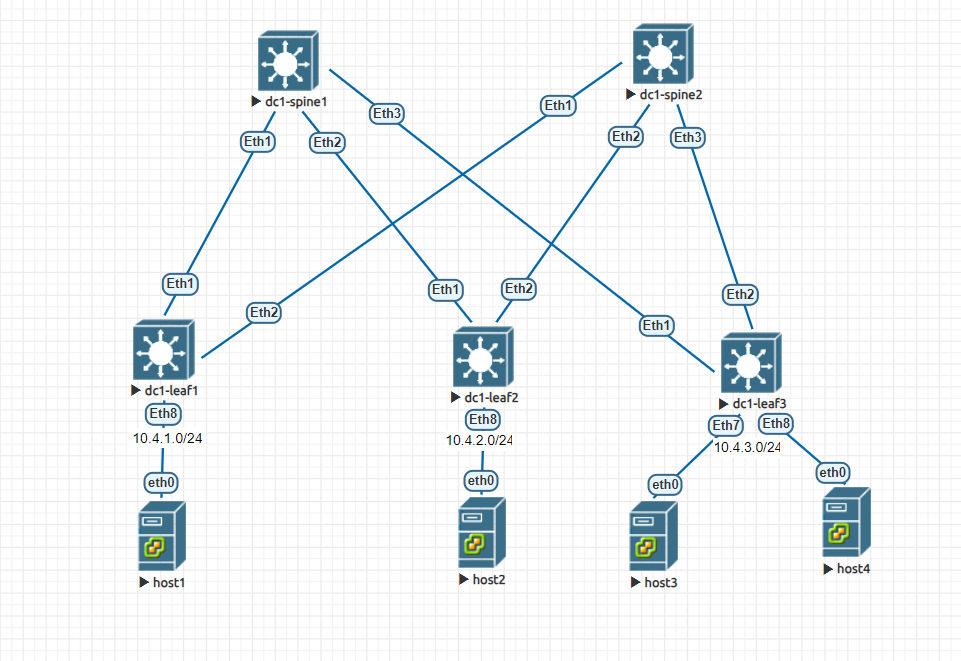 dc1-spine1
dc1-spine2
Eth3
Eth1
Eth1
Eth2
Eth2
Eth3
Eth1
Eth2
Eth1
Eth2
Eth2
Eth1
dc1-leaf1
dc1-leaf2
dc1-leaf3
Eth8
Eth8
Eth7
Eth8
10.4.1.0/24
10.4.2.0/24
10.4.3.0/24
eth0
eth0
eth0
eth0
host1
host2
host3
host4